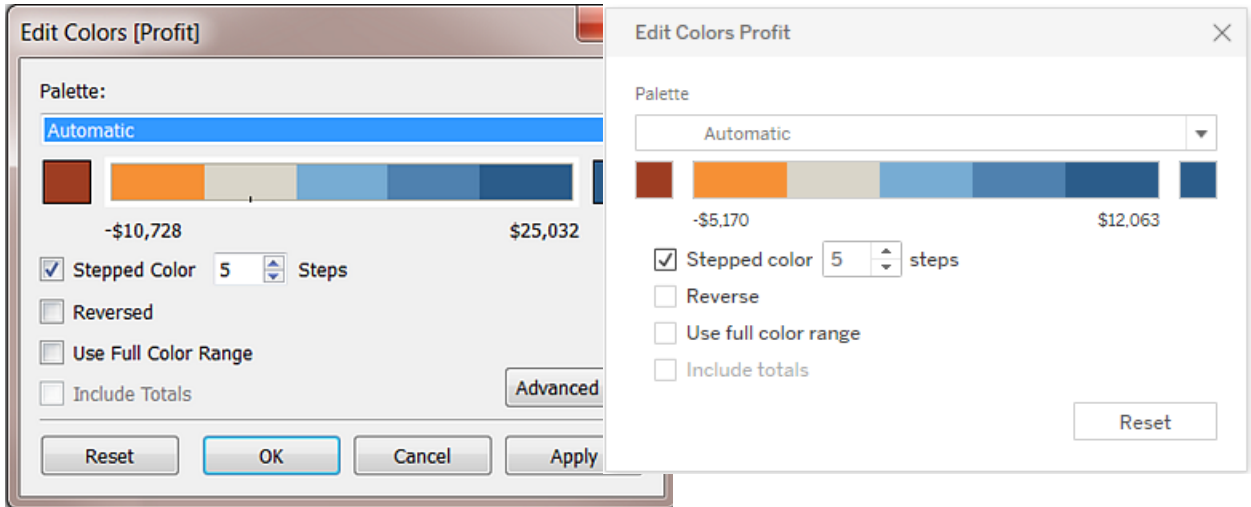 Edit Colors [Profit]
Palette:
Automatic
-$10,728 $25,032
Stepped Color 5 Steps
Reversed
Use Full Color Range
Include Totals
Advanced
Reset OK Cancel Apply
Edit Colors Profit
Palette
Automatic
-$5,170 $12,063
Stepped color 5 steps
Reverse
Use full color range
Include totals
Reset